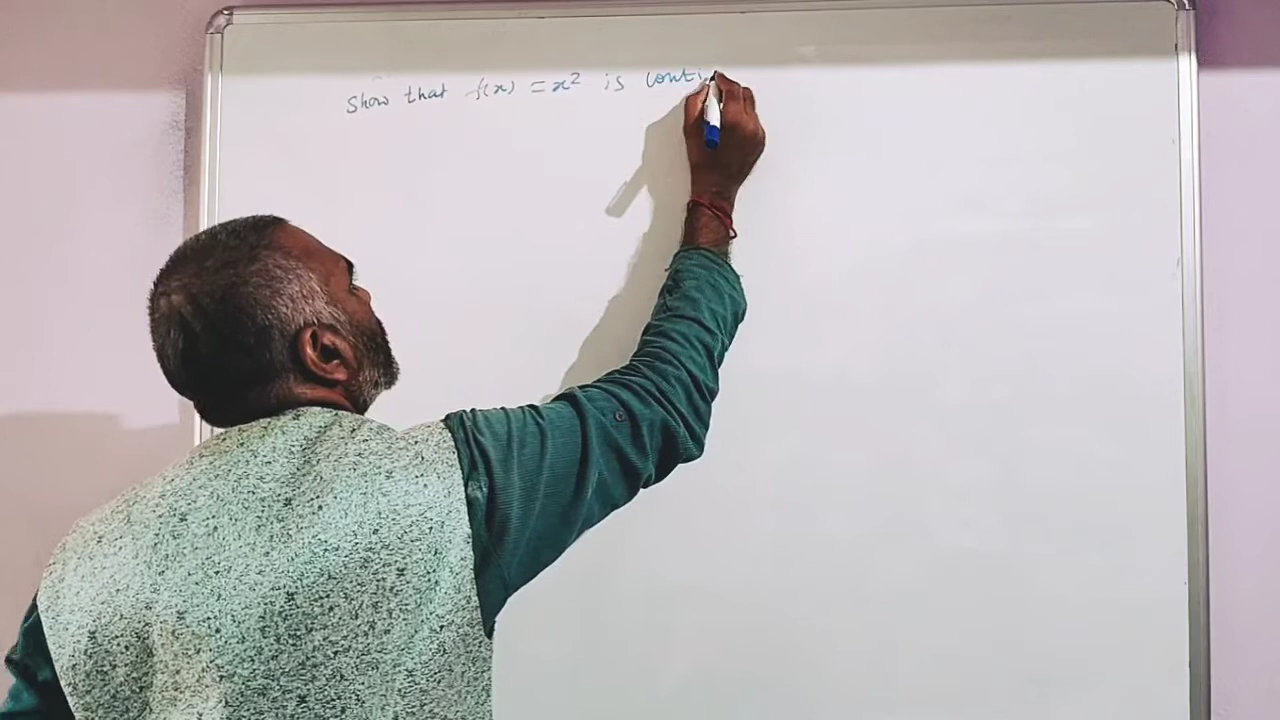 Show that f(x) = x² is conti